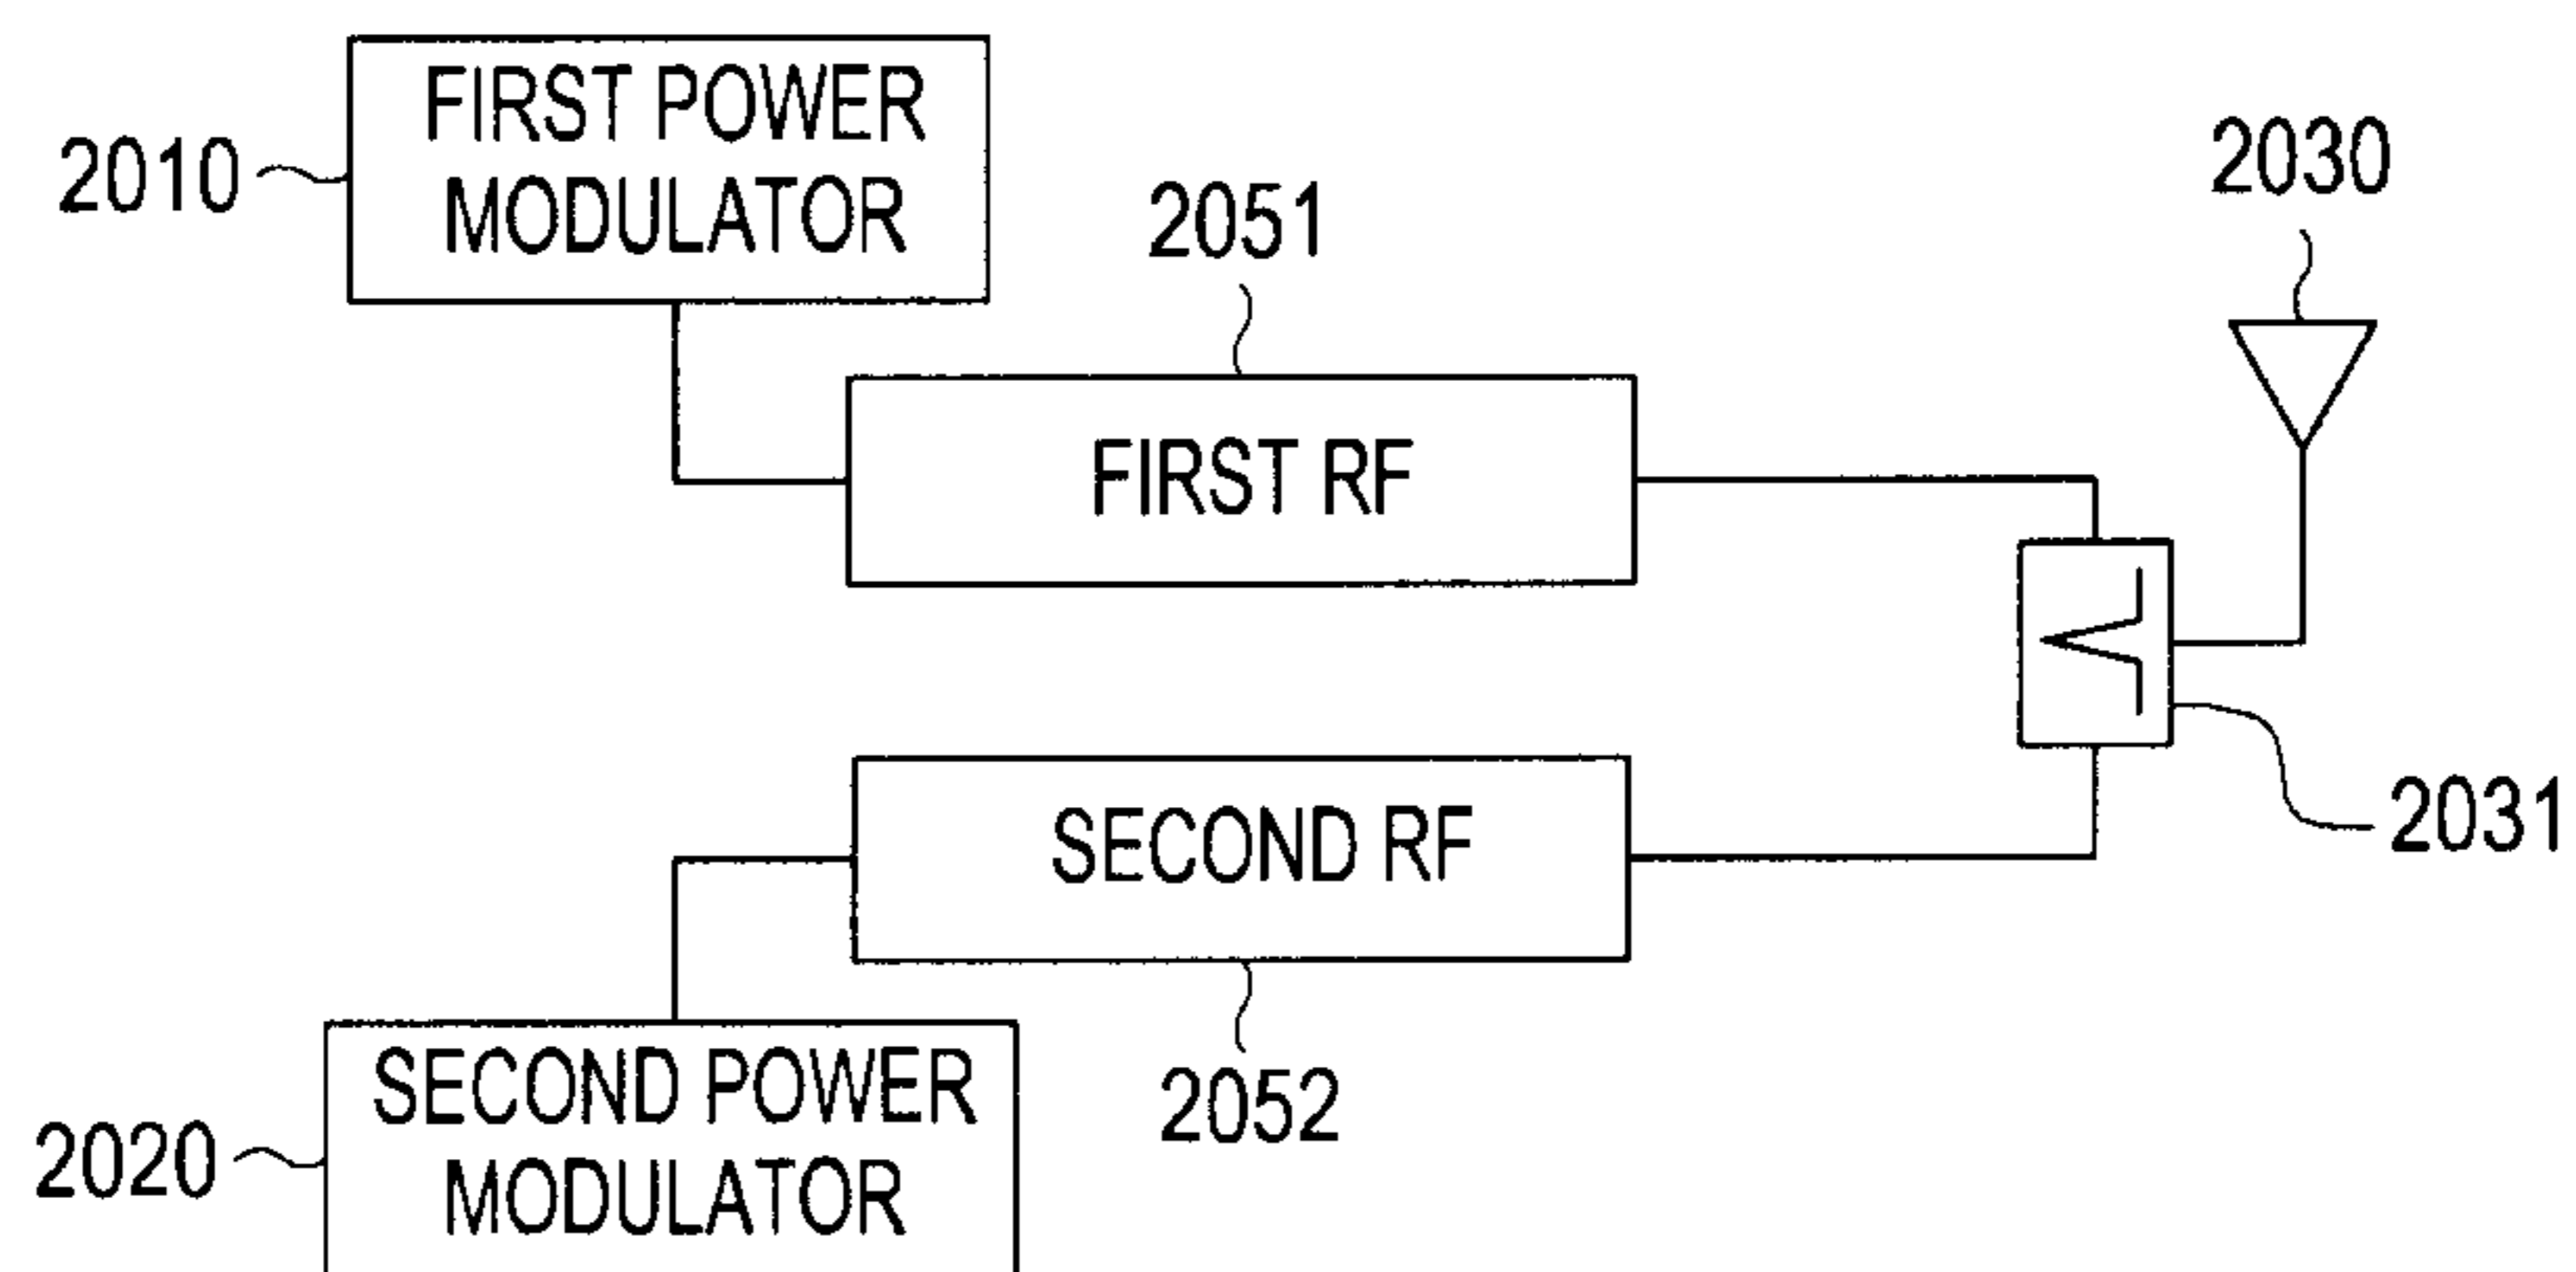 FIRST POWER
MODULATOR
2010
2051
2030
FIRST RF
2031
SECOND RF
2052
SECOND POWER
MODULATOR
2020